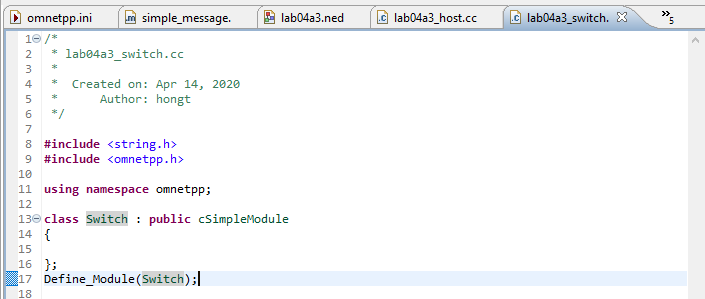 omnetpp.ini simple_message. lab04a3.ned lab04a3_host.cc lab04a3_switch. »5
1 /*
2  * lab04a3_switch.cc
3  *
4  *  Created on: Apr 14, 2020
5  *      Author: hongt
6  */
7
8 #include <string.h>
9 #include <omnetpp.h>
10
11 using namespace omnetpp;
12
13 class Switch : public cSimpleModule
14 {
15
16 };
17 Define_Module(Switch);
18